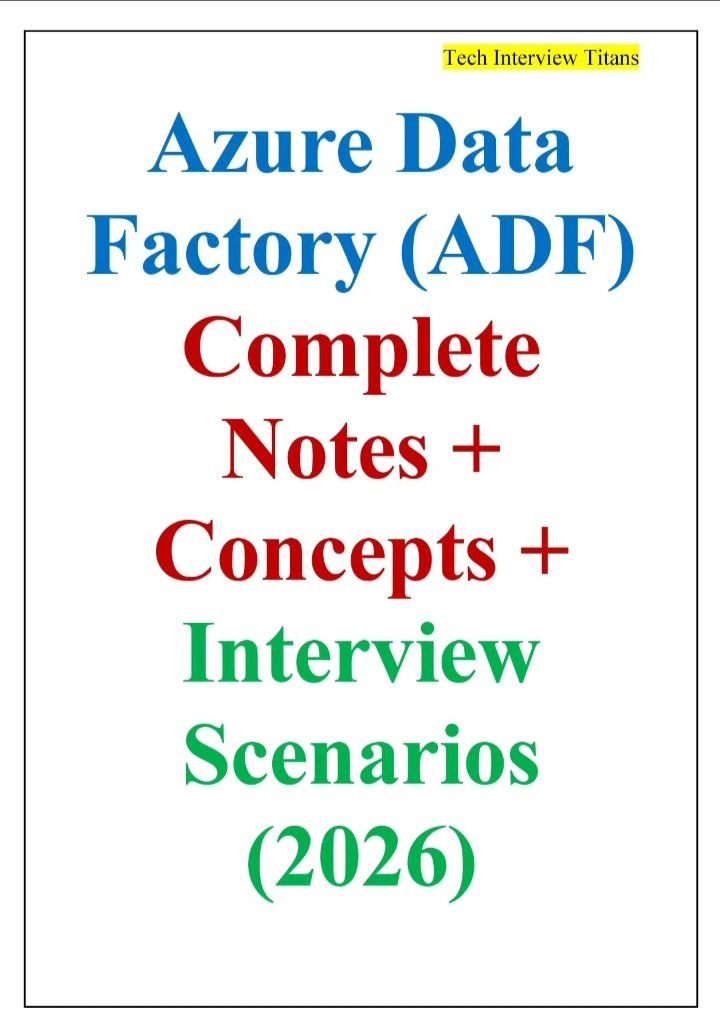 Tech Interview Titans
Azure Data
Factory (ADF)
Complete
Notes +
Concepts +
Interview
Scenarios
(2026)